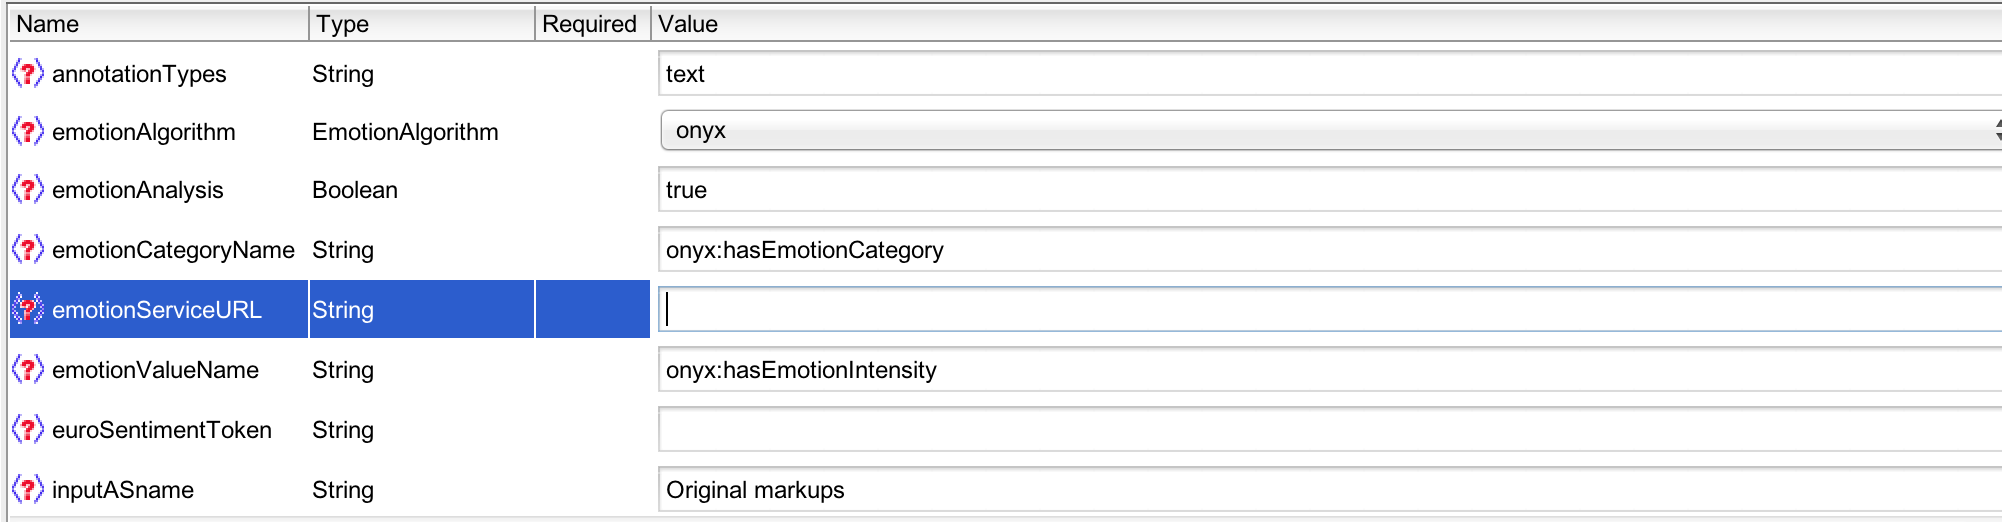 Name Type Required Value
annotationTypes String text
emotionAlgorithm EmotionAlgorithm onyx
emotionAnalysis Boolean true
emotionCategoryName String onyx:hasEmotionCategory
emotionServiceURL String
emotionValueName String onyx:hasEmotionIntensity
euroSentimentToken String
inputASname String Original markups